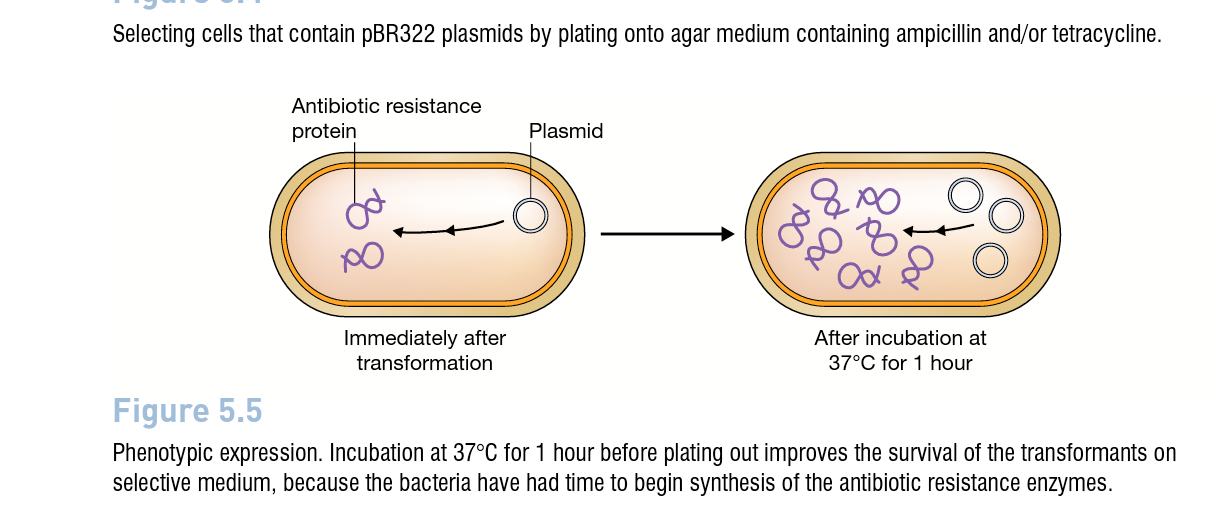 Selecting cells that contain pBR322 plasmids by plating onto agar medium containing ampicillin and/or tetracycline.
Antibiotic resistance
protein
Plasmid
Immediately after
transformation
After incubation at
37°C for 1 hour
Figure 5.5
Phenotypic expression. Incubation at 37°C for 1 hour before plating out improves the survival of the transformants on
selective medium, because the bacteria have had time to begin synthesis of the antibiotic resistance enzymes.